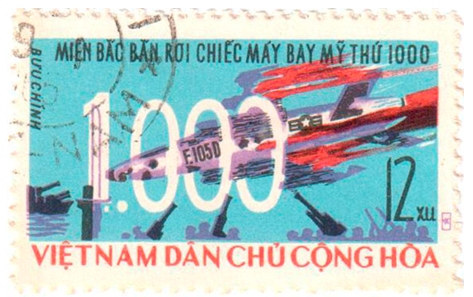 MIỀN BẮC BẮN RƠI CHIẾC MÁY BAY MỸ THỨ 1000
BƯU CHÍNH
1.000
F.105D
12 XU
VIỆT NAM DÂN CHỦ CỘNG HÒA